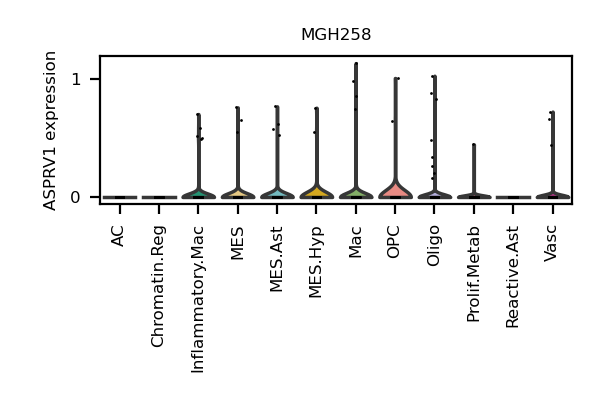 MGH258
ASPRV1 expression
1
0
AC
Chromatin.Reg
Inflammatory.Mac
MES
MES.Ast
MES.Hyp
Mac
OPC
Oligo
Prolif.Metab
Reactive.Ast
Vasc